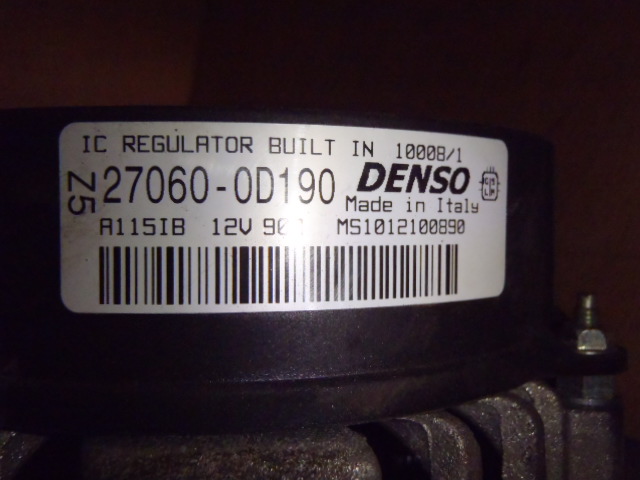 IC REGULATOR BUILT IN 10008/1
Z5 27060-0D190 DENSO
Made in Italy
A115IB 12V MS1012100890